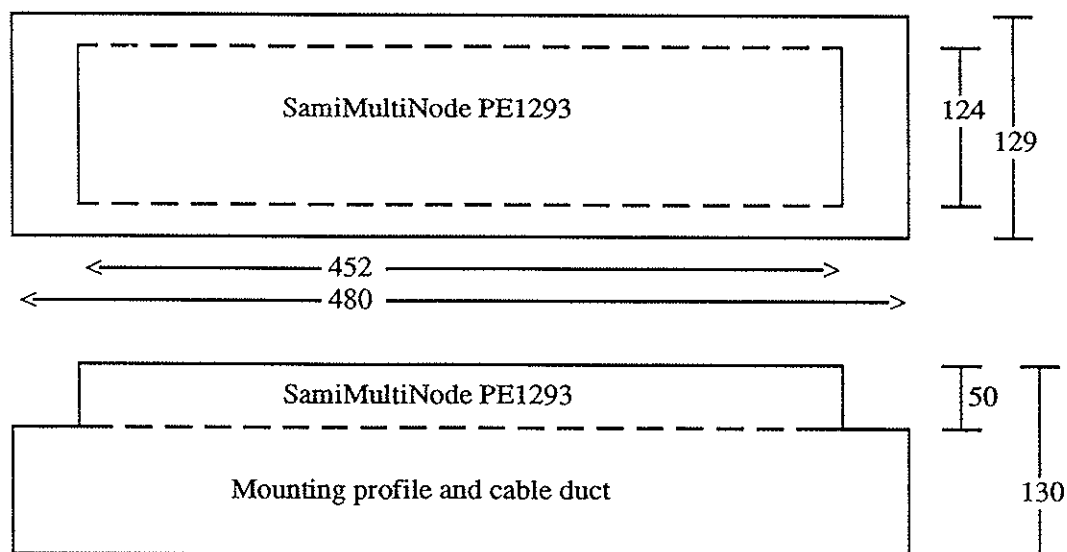 SamiMultiNode PE1293
124
129
452
480
SamiMultiNode PE1293
50
Mounting profile and cable duct
130